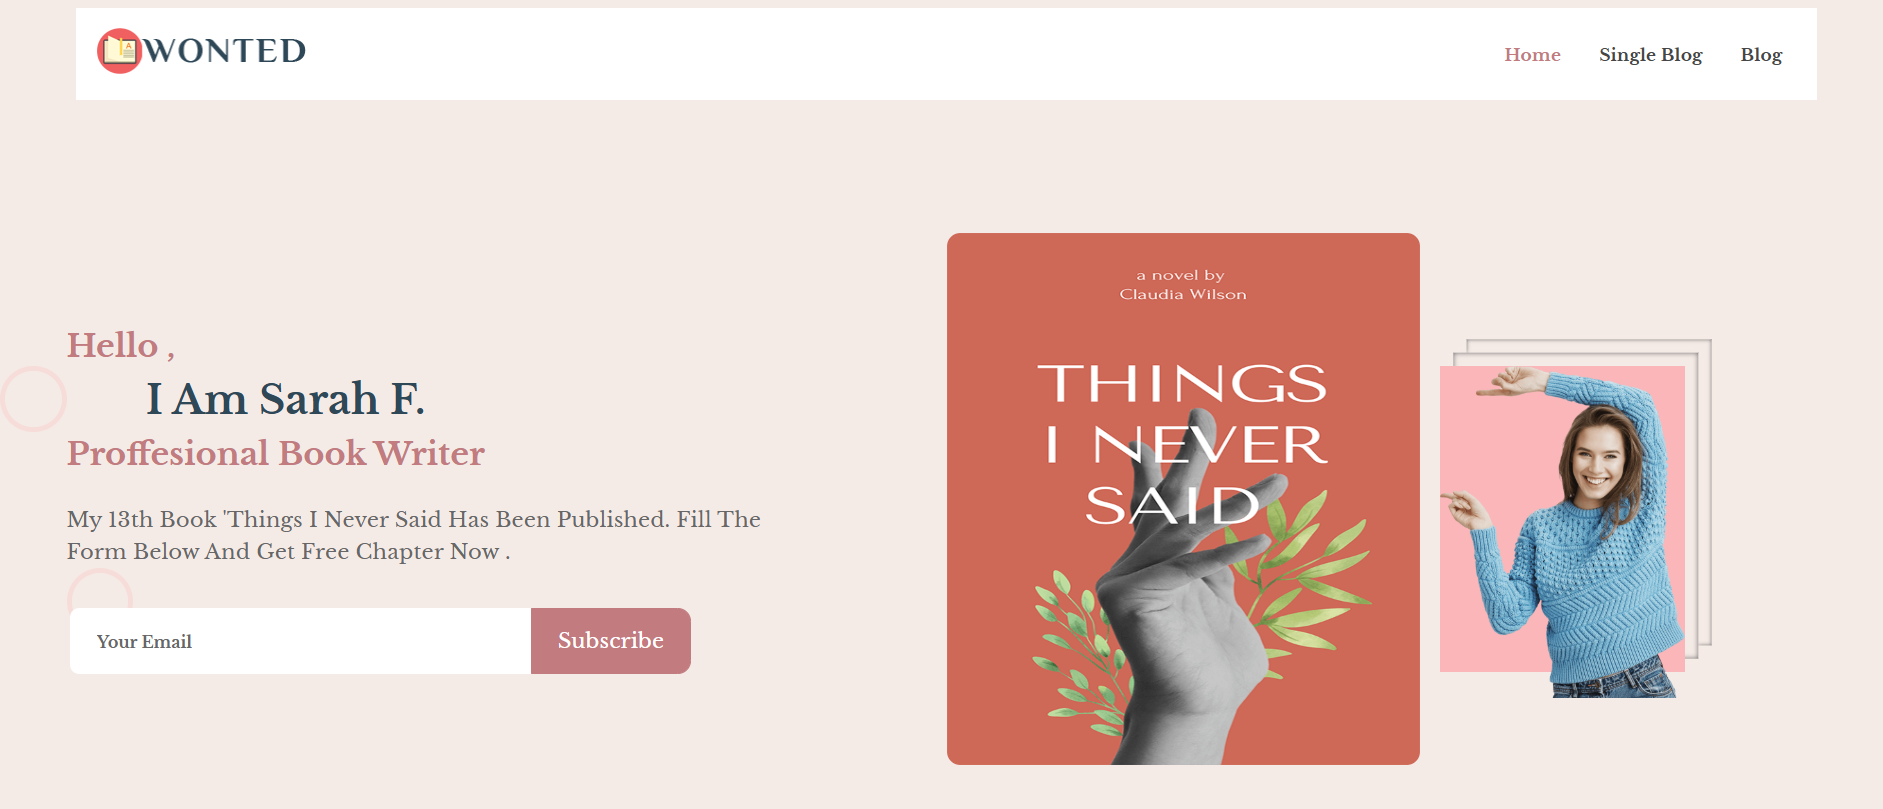 WONTED
Home Single Blog Blog
a novel by
Claudia Wilson
THINGS
I NEVER
SAID
Hello ,
I Am Sarah F.
Proffesional Book Writer
My 13th Book 'Things I Never Said Has Been Published. Fill The
Form Below And Get Free Chapter Now .
Your Email
Subscribe